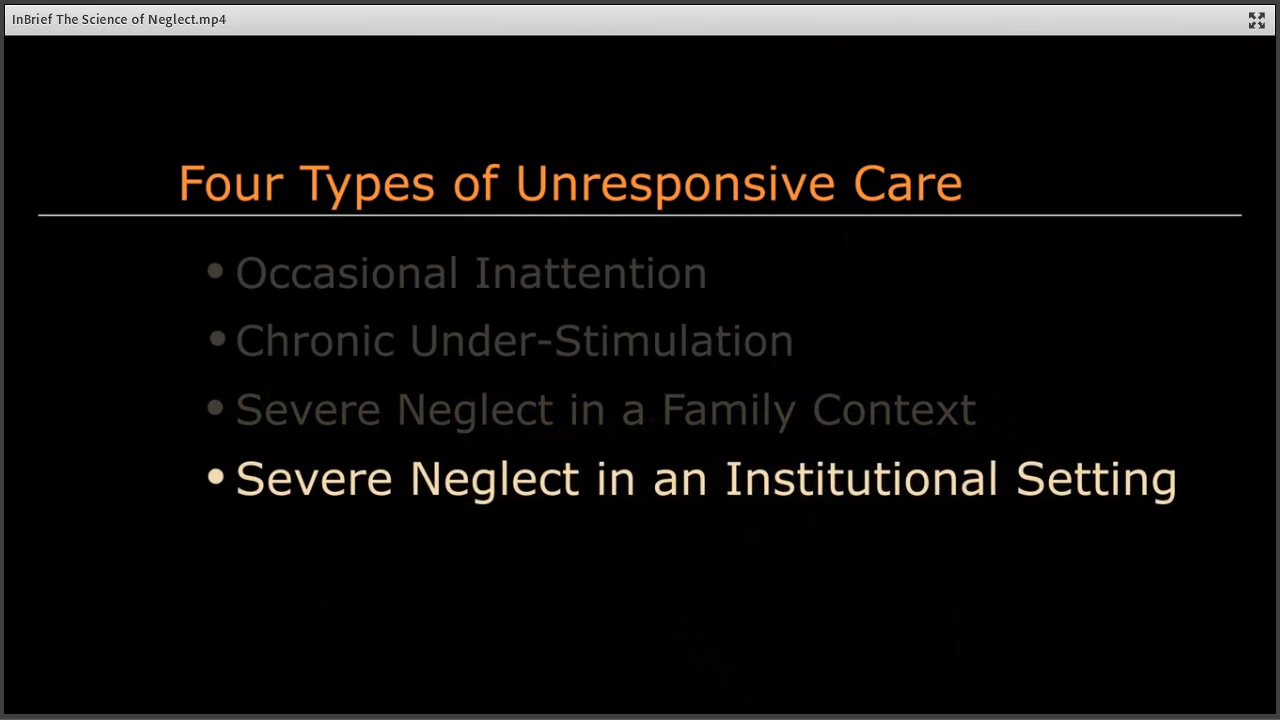 InBrief The Science of Neglect.mp4
Four Types of Unresponsive Care
• Occasional Inattention
• Chronic Under-Stimulation
• Severe Neglect in a Family Context
• Severe Neglect in an Institutional Setting